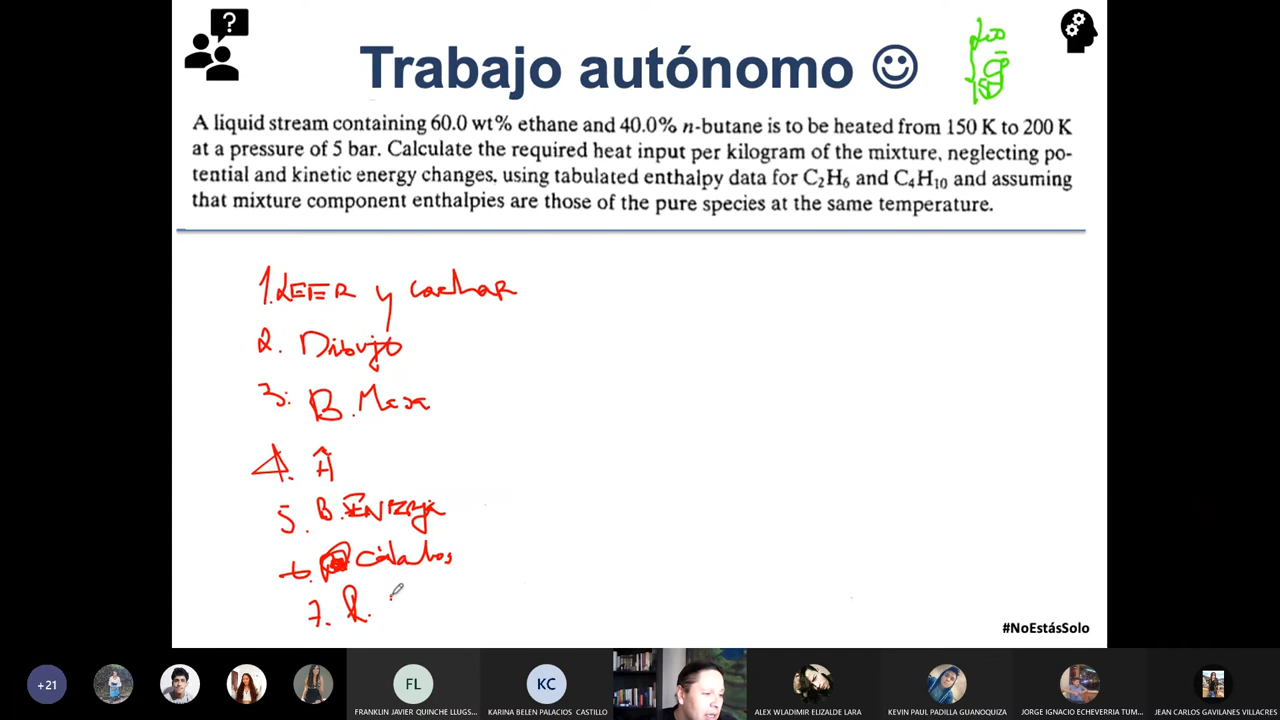 Trabajo autónomo
A liquid stream containing 60.0 wt% ethane and 40.0% n-butane is to be heated from 150 K to 200 K
at a pressure of 5 bar. Calculate the required heat input per kilogram of the mixture, neglecting po-
tential and kinetic energy changes, using tabulated enthalpy data for C₂H₆ and C₄H₁₀ and assuming
that mixture component enthalpies are those of the pure species at the same temperature.
1. LEER y cachar
2. Dibujo
3. B. Masa
4. Ĥ
5. B. ENERgía
6. Cálculos
7. R.
#NoEstásSolo
+21
FL
KC
FRANKLIN JAVIER QUINCHE LLUGS...
KARINA BELEN PALACIOS CASTILLO
ALEX WLADIMIR ELIZALDE LARA
KEVIN PAUL PADILLA GUANOQUIZA
JORGE IGNACIO ECHEVERRIA TUM...
JEAN CARLOS GAVILANES VILLACRES